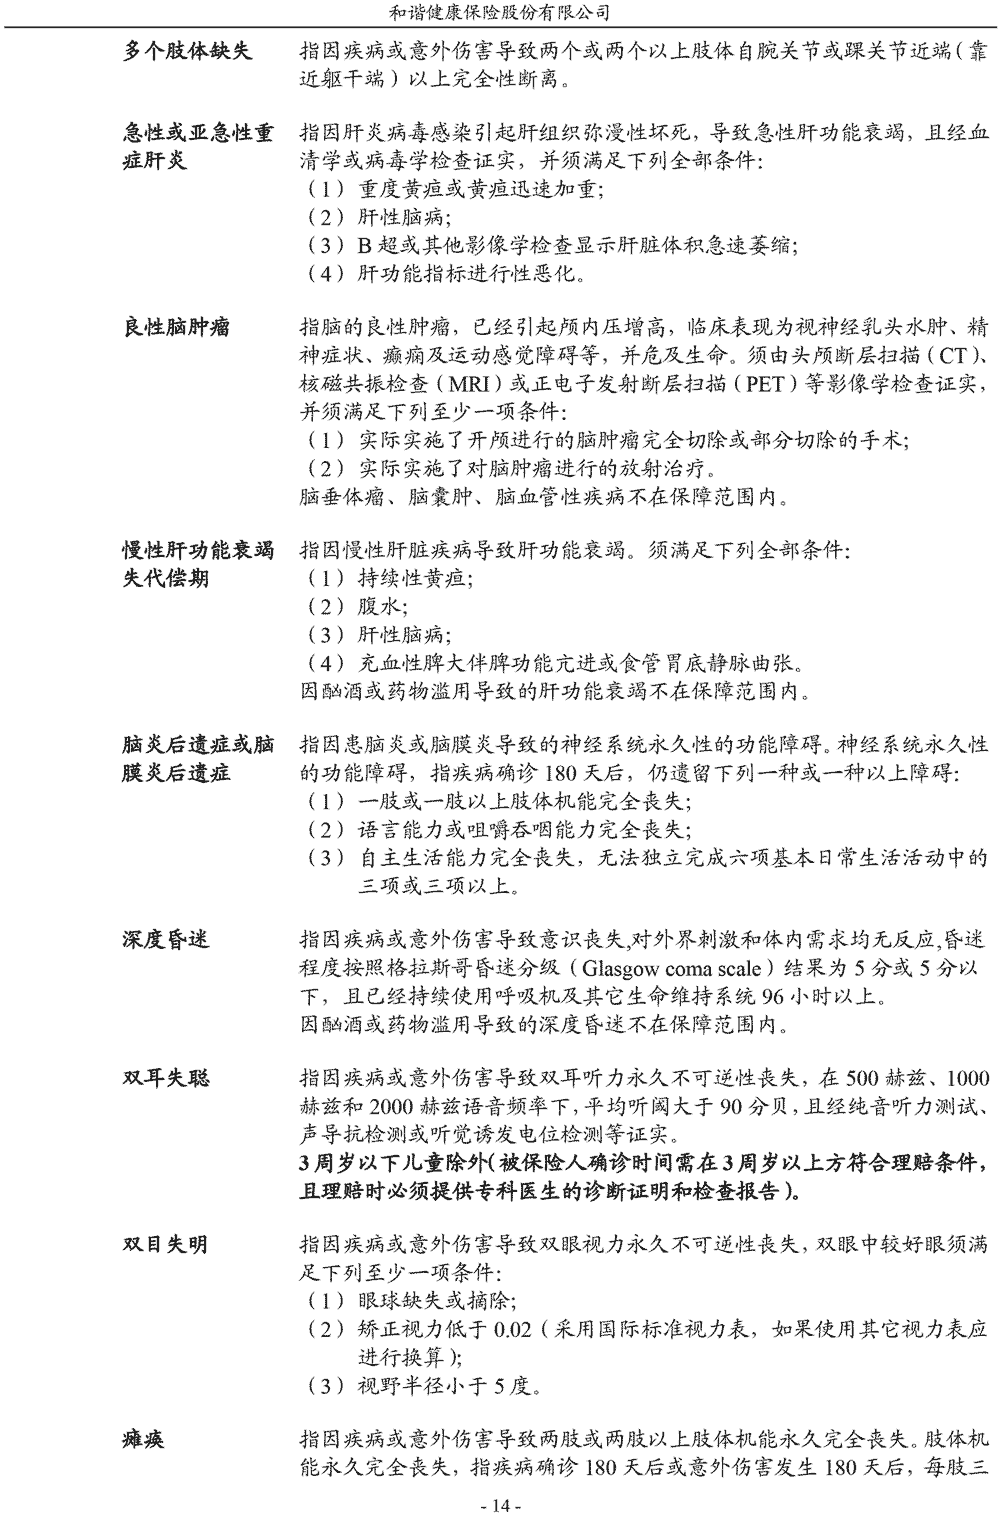 和谐健康保险股份有限公司
多个肢体缺失 指因疾病或意外伤害导致两个或两个以上肢体自腕关节或踝关节近端（靠
近躯干端）以上完全性断离。
急性或亚急性重 指因肝炎病毒感染引起肝组织弥漫性坏死，导致急性肝功能衰竭，且经血
症肝炎 清学或病毒学检查证实，并须满足下列全部条件：
（1）重度黄疸或黄疸迅速加重；
（2）肝性脑病；
（3）B 超或其他影像学检查显示肝脏体积急速萎缩；
（4）肝功能指标进行性恶化。
良性脑肿瘤 指脑的良性肿瘤，已经引起颅内压增高，临床表现为视神经乳头水肿、精
神症状、癫痫及运动感觉障碍等，并危及生命。须由头颅断层扫描（CT）、
核磁共振检查（MRI）或正电子发射断层扫描（PET）等影像学检查证实，
并须满足下列至少一项条件：
（1）实际实施了开颅进行的脑肿瘤完全切除或部分切除的手术；
（2）实际实施了对脑肿瘤进行的放射治疗。
脑垂体瘤、脑囊肿、脑血管性疾病不在保障范围内。
慢性肝功能衰竭 指因慢性肝脏疾病导致肝功能衰竭。须满足下列全部条件：
失代偿期 （1）持续性黄疸；
（2）腹水；
（3）肝性脑病；
（4）充血性脾大伴脾功能亢进或食管胃底静脉曲张。
因酗酒或药物滥用导致的肝功能衰竭不在保障范围内。
脑炎后遗症或脑 指因患脑炎或脑膜炎导致的神经系统永久性的功能障碍。神经系统永久性
膜炎后遗症 的功能障碍，指疾病确诊 180 天后，仍遗留下列一种或一种以上障碍：
（1）一肢或一肢以上肢体机能完全丧失；
（2）语言能力或咀嚼吞咽能力完全丧失；
（3）自主生活能力完全丧失，无法独立完成六项基本日常生活活动中的
三项或三项以上。
深度昏迷 指因疾病或意外伤害导致意识丧失,对外界刺激和体内需求均无反应,昏迷
程度按照格拉斯哥昏迷分级（Glasgow coma scale）结果为 5 分或 5 分以
下，且已经持续使用呼吸机及其它生命维持系统 96 小时以上。
因酗酒或药物滥用导致的深度昏迷不在保障范围内。
双耳失聪 指因疾病或意外伤害导致双耳听力永久不可逆性丧失，在 500 赫兹、1000
赫兹和 2000 赫兹语音频率下，平均听阈大于 90 分贝，且经纯音听力测试、
声导抗检测或听觉诱发电位检测等证实。
3 周岁以下儿童除外（被保险人确诊时间需在 3 周岁以上方符合理赔条件，
且理赔时必须提供专科医生的诊断证明和检查报告）。
双目失明 指因疾病或意外伤害导致双眼视力永久不可逆性丧失，双眼中较好眼须满
足下列至少一项条件：
（1）眼球缺失或摘除；
（2）矫正视力低于 0.02（采用国际标准视力表，如果使用其它视力表应
进行换算）；
（3）视野半径小于 5 度。
瘫痪 指因疾病或意外伤害导致两肢或两肢以上肢体机能永久完全丧失。肢体机
能永久完全丧失，指疾病确诊 180 天后或意外伤害发生 180 天后，每肢三
- 14 -